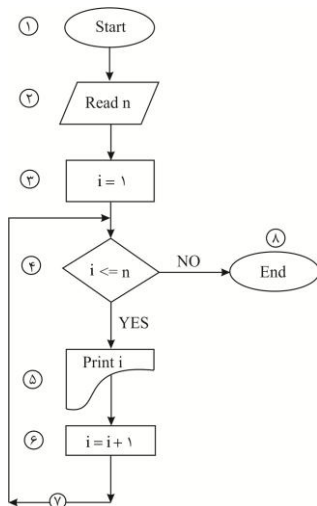 ۱ Start
۲ Read n
۳ i = ۱
۸
۴ i <= n NO End
YES
۵ Print i
۶ i = i + ۱
۷